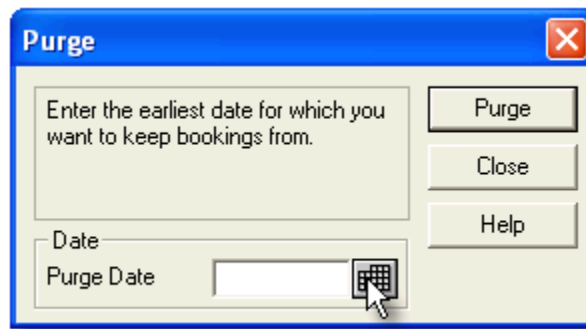 Purge
Enter the earliest date for which you
want to keep bookings from.
Purge
Close
Help
Date
Purge Date